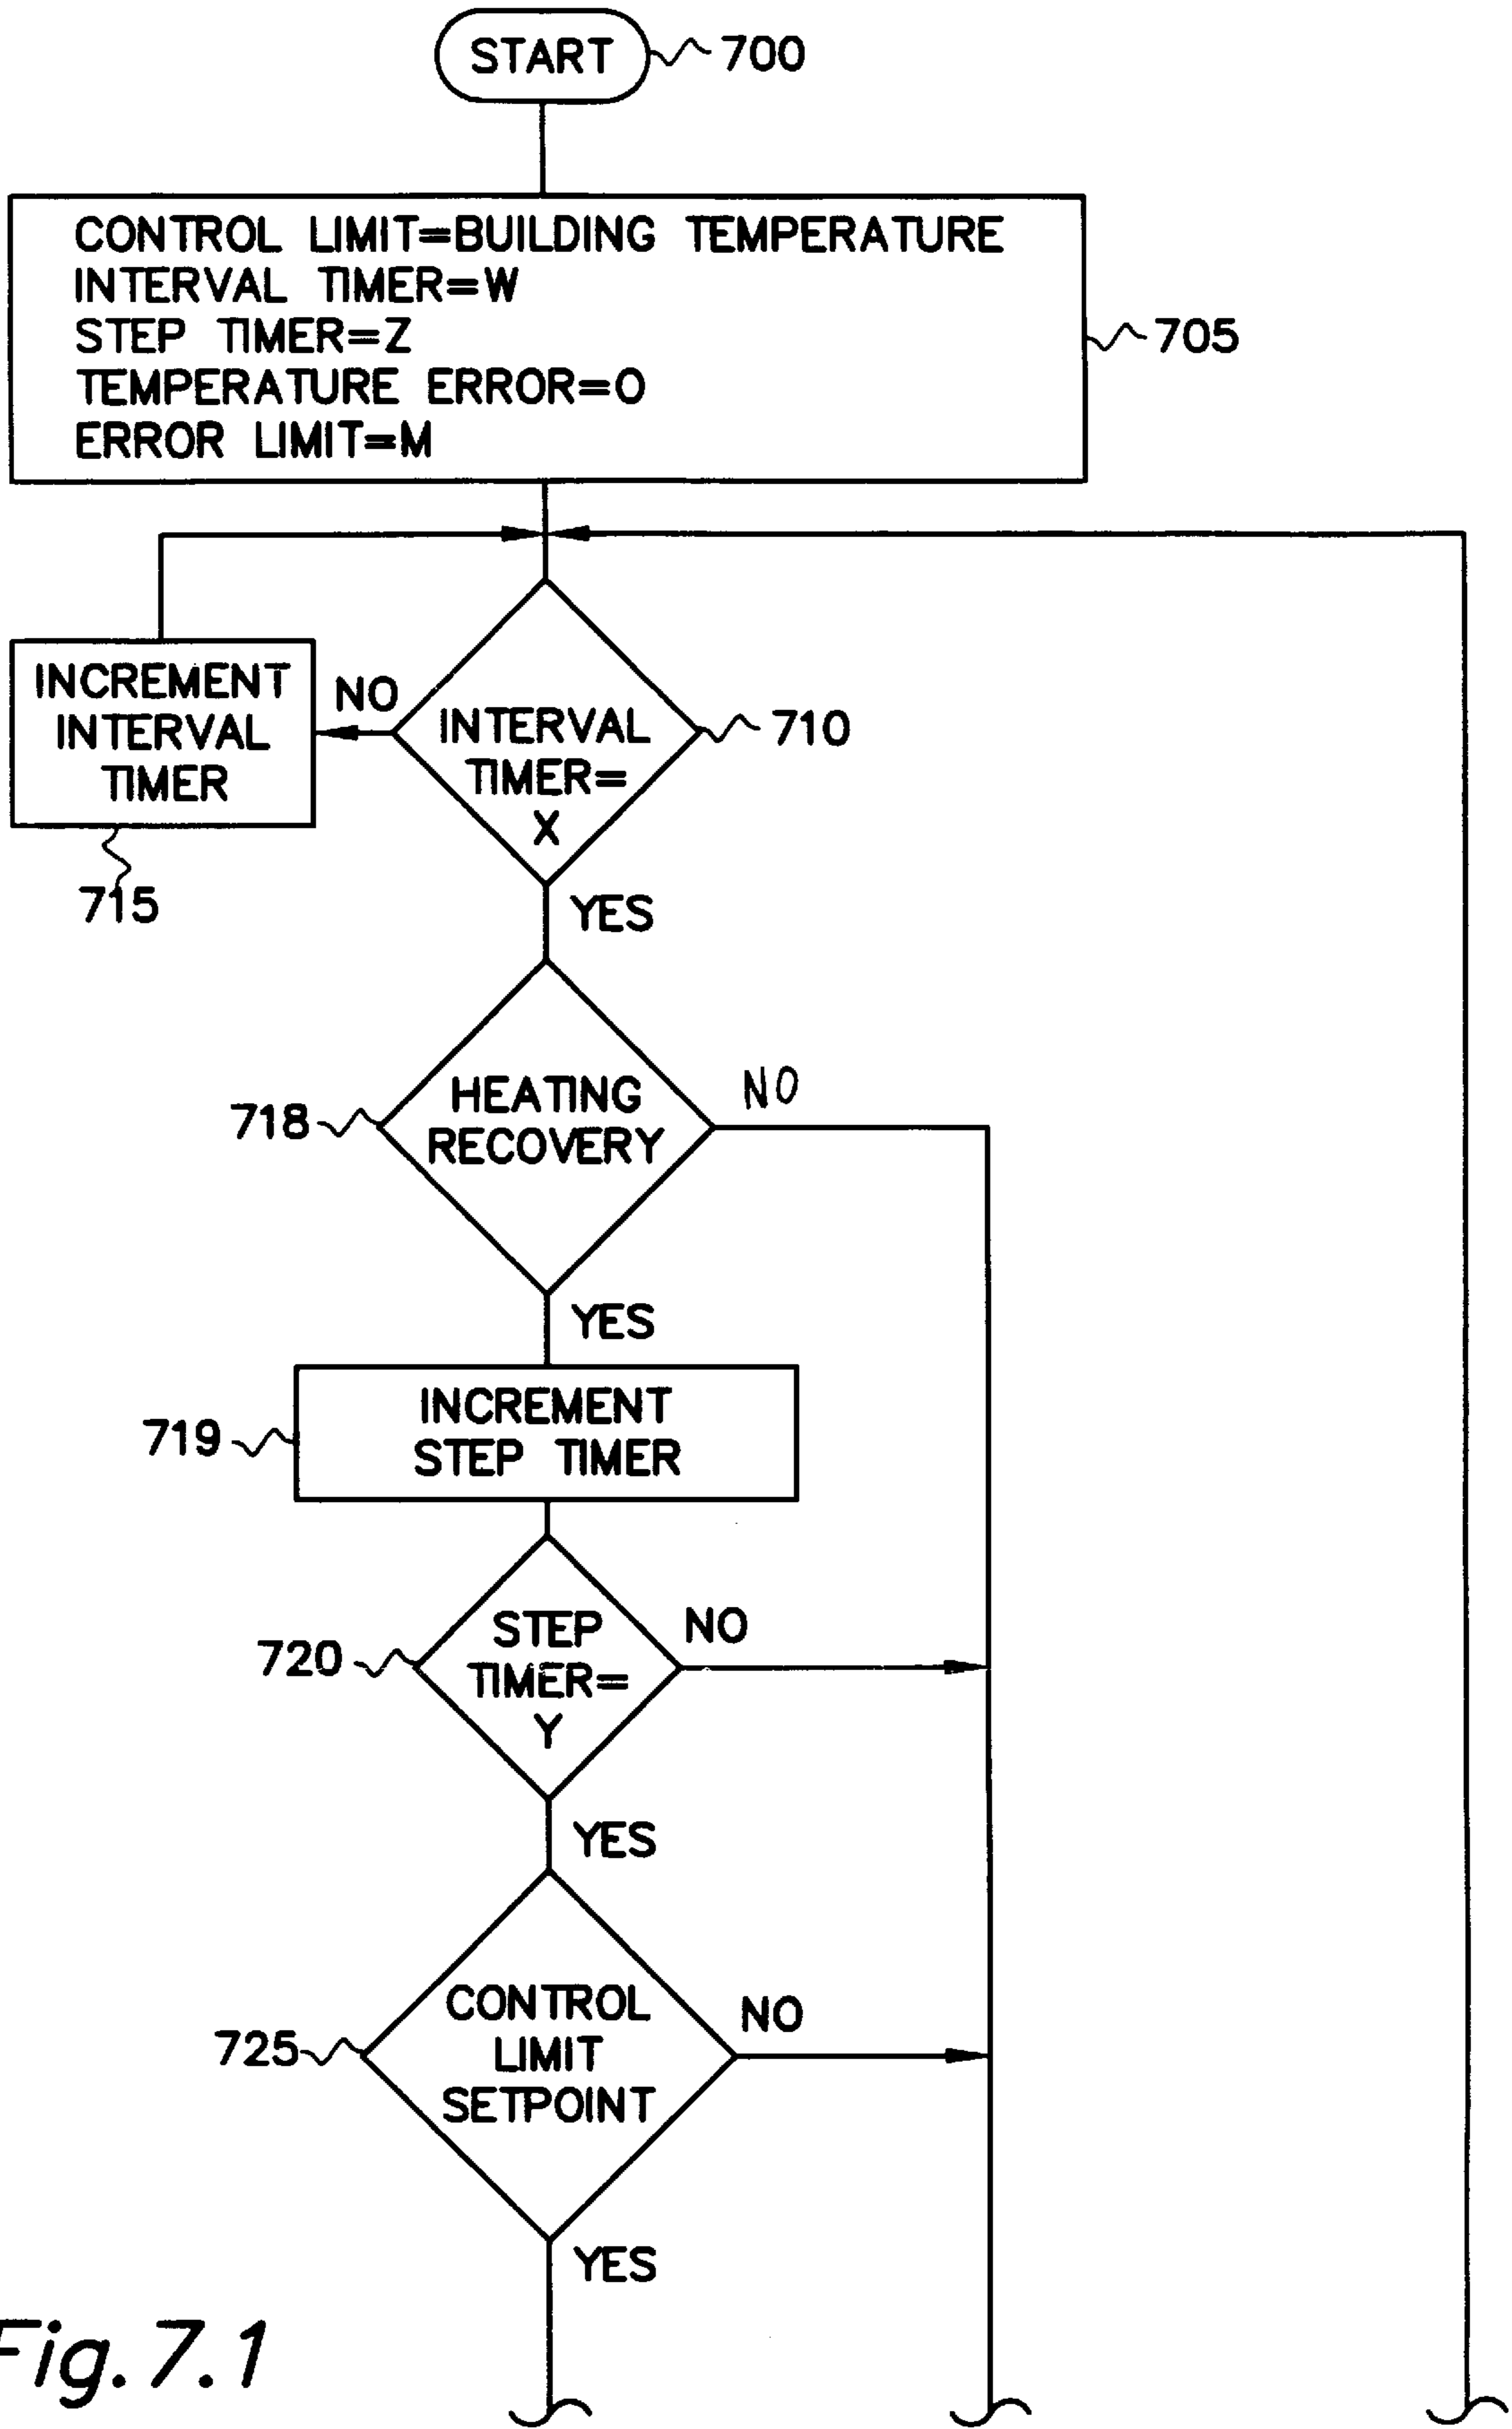 START
700
CONTROL LIMIT=BUILDING TEMPERATURE
INTERVAL TIMER=W
STEP TIMER=Z
TEMPERATURE ERROR=0
ERROR LIMIT=M
705
INCREMENT
INTERVAL
TIMER
715
NO
INTERVAL
TIMER=
X
710
YES
HEATING
RECOVERY
718
NO
YES
INCREMENT
STEP TIMER
719
STEP
TIMER=
Y
720
NO
YES
CONTROL
LIMIT
SETPOINT
725
NO
YES
Fig. 7.1